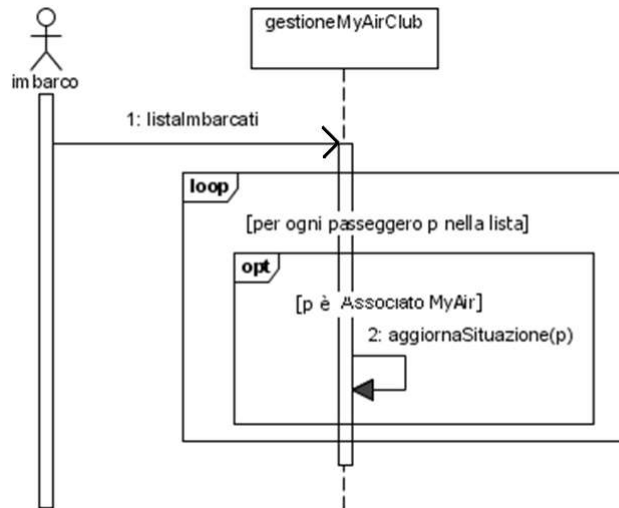 gestioneMyAirClub
imbarco
1: listaImbarcati
loop
[per ogni passeggero p nella lista]
opt
[p è Associato MyAir]
2: aggiornaSituazione(p)